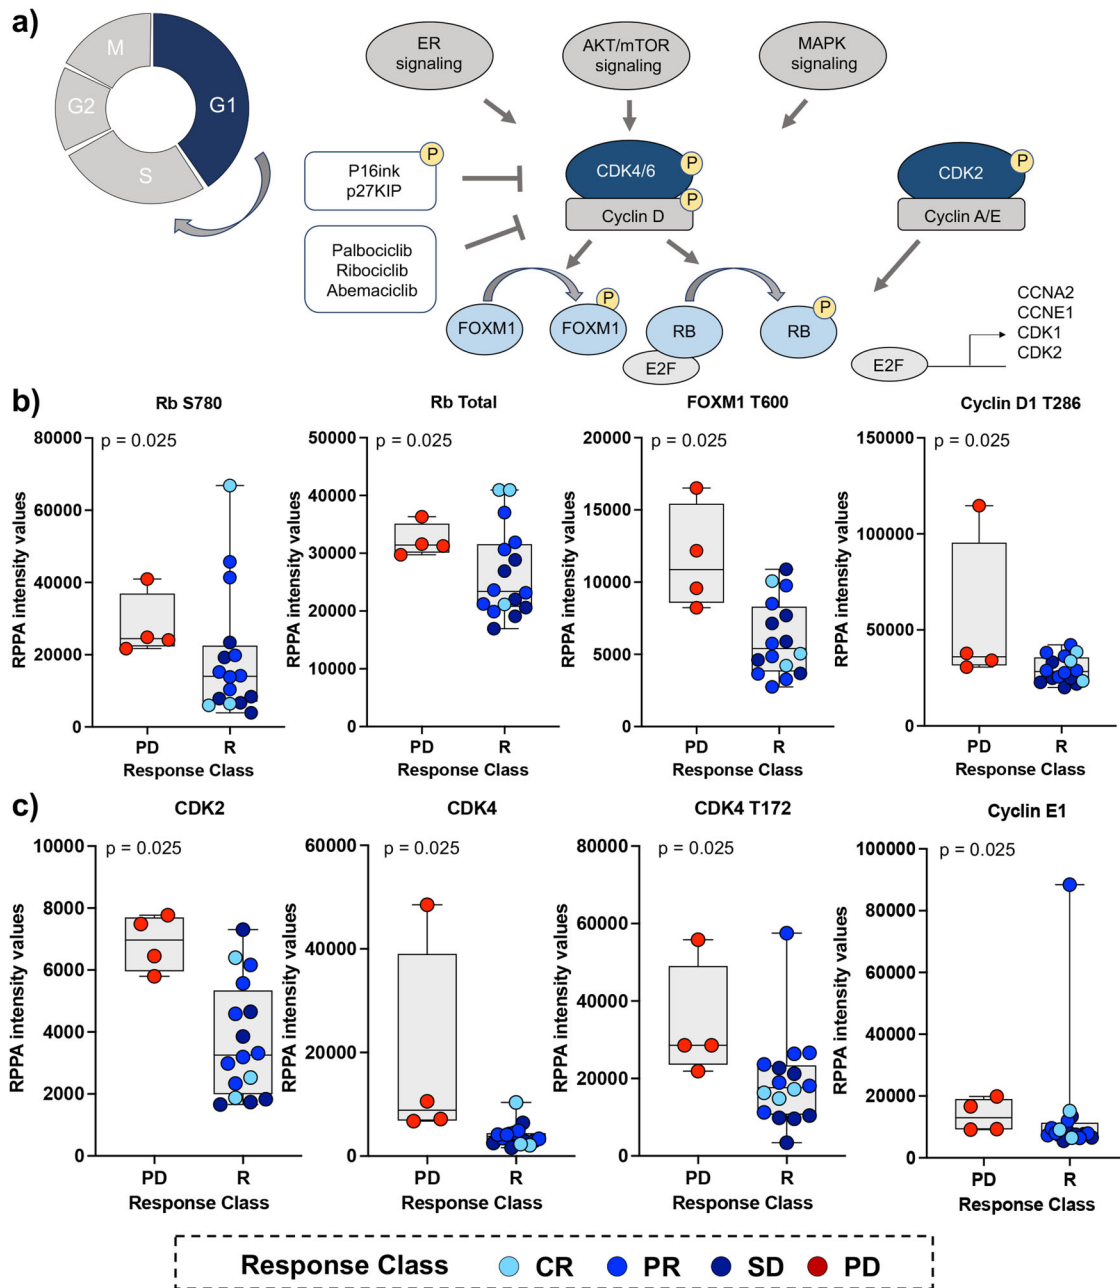 a)
M
G1
G2
S
ER
signaling
AKT/mTOR
signaling
MAPK
signaling
P
P16ink
p27KIP
CDK4/6
P
P
Cyclin D
CDK2
P
Cyclin A/E
Palbociclib
Ribociclib
Abemaciclib
FOXM1
P
FOXM1
RB
E2F
P
RB
E2F
CCNA2
CCNE1
CDK1
CDK2
b)
Rb S780
p = 0.025
RPPA intensity values
80000
60000
40000
20000
0
PD
R
Response Class
Rb Total
p = 0.025
RPPA intensity values
50000
40000
30000
20000
10000
0
PD
R
Response Class
FOXM1 T600
p = 0.025
RPPA intensity values
20000
15000
10000
5000
0
PD
R
Response Class
Cyclin D1 T286
p = 0.025
RPPA intensity values
150000
100000
50000
0
PD
R
Response Class
c)
CDK2
p = 0.025
RPPA intensity values
10000
8000
6000
4000
2000
0
PD
R
Response Class
CDK4
p = 0.025
RPPA intensity values
60000
40000
20000
0
PD
R
Response Class
CDK4 T172
p = 0.025
RPPA intensity values
80000
60000
40000
20000
0
PD
R
Response Class
Cyclin E1
p = 0.025
RPPA intensity values
100000
80000
60000
40000
20000
0
PD
R
Response Class
Response Class CR PR SD PD